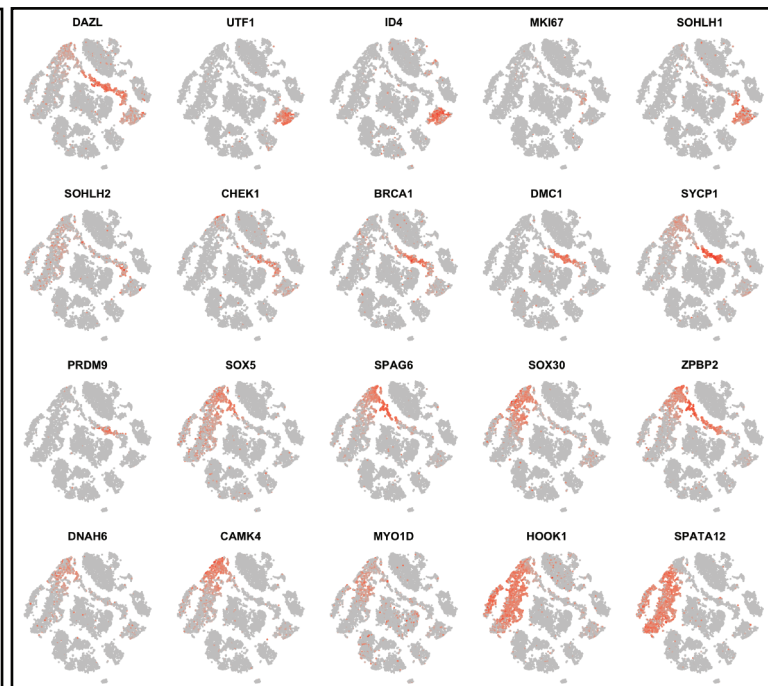 DAZL UTF1 ID4 MKI67 SOHLH1
SOHLH2 CHEK1 BRCA1 DMC1 SYCP1
PRDM9 SOX5 SPAG6 SOX30 ZPBP2
DNAH6 CAMK4 MYO1D HOOK1 SPATA12